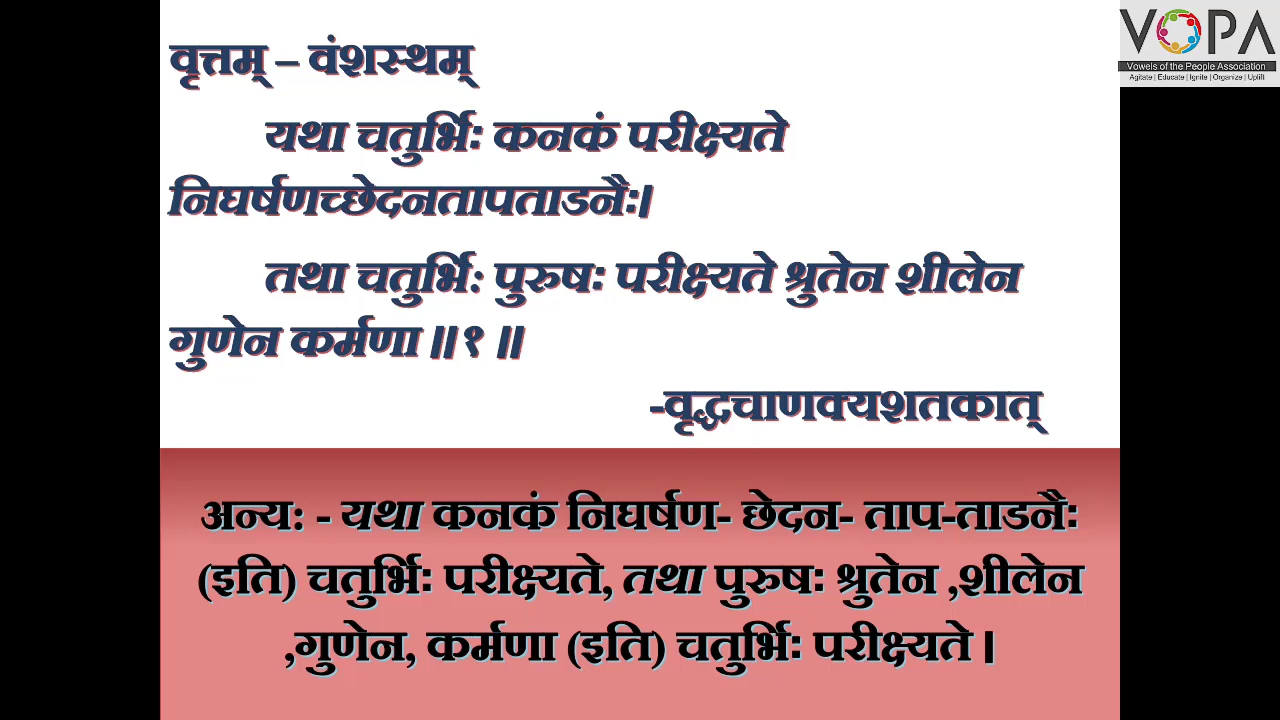 VOPA
Vowels of the People Association
Agitate | Educate | Ignite | Organize | Uplift
वृत्तम् – वंशस्थम्
यथा चतुर्भिः कनकं परीक्ष्यते
निघर्षणच्छेदनतापताडनैः।
तथा चतुर्भि: पुरुषः परीक्ष्यते श्रुतेन शीलेन
गुणेन कर्मणा ॥१ ॥
-वृद्धचाणक्यशतकात्
अन्य: - यथा कनकं निघर्षण- छेदन- ताप-ताडनैः
(इति) चतुर्भिः परीक्ष्यते, तथा पुरुषः श्रुतेन ,शीलेन
,गुणेन, कर्मणा (इति) चतुर्भिः परीक्ष्यते ।